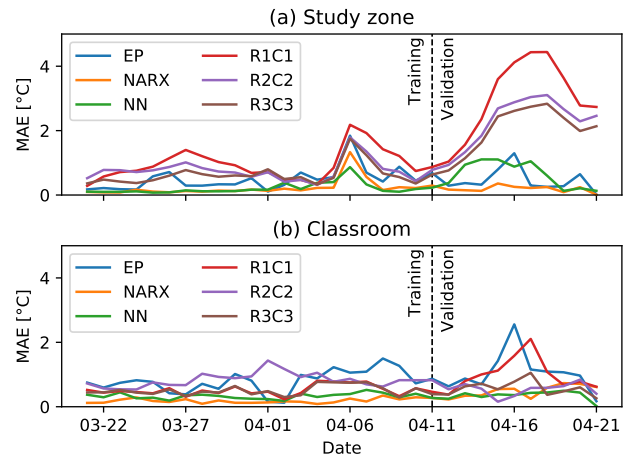 (a) Study zone
MAE [°C]
4
2
0
EP
NARX
NN
R1C1
R2C2
R3C3
Training
Validation
(b) Classroom
MAE [°C]
4
2
0
EP
NARX
NN
R1C1
R2C2
R3C3
Training
Validation
03-22 03-27 04-01 04-06 04-11 04-16 04-21
Date